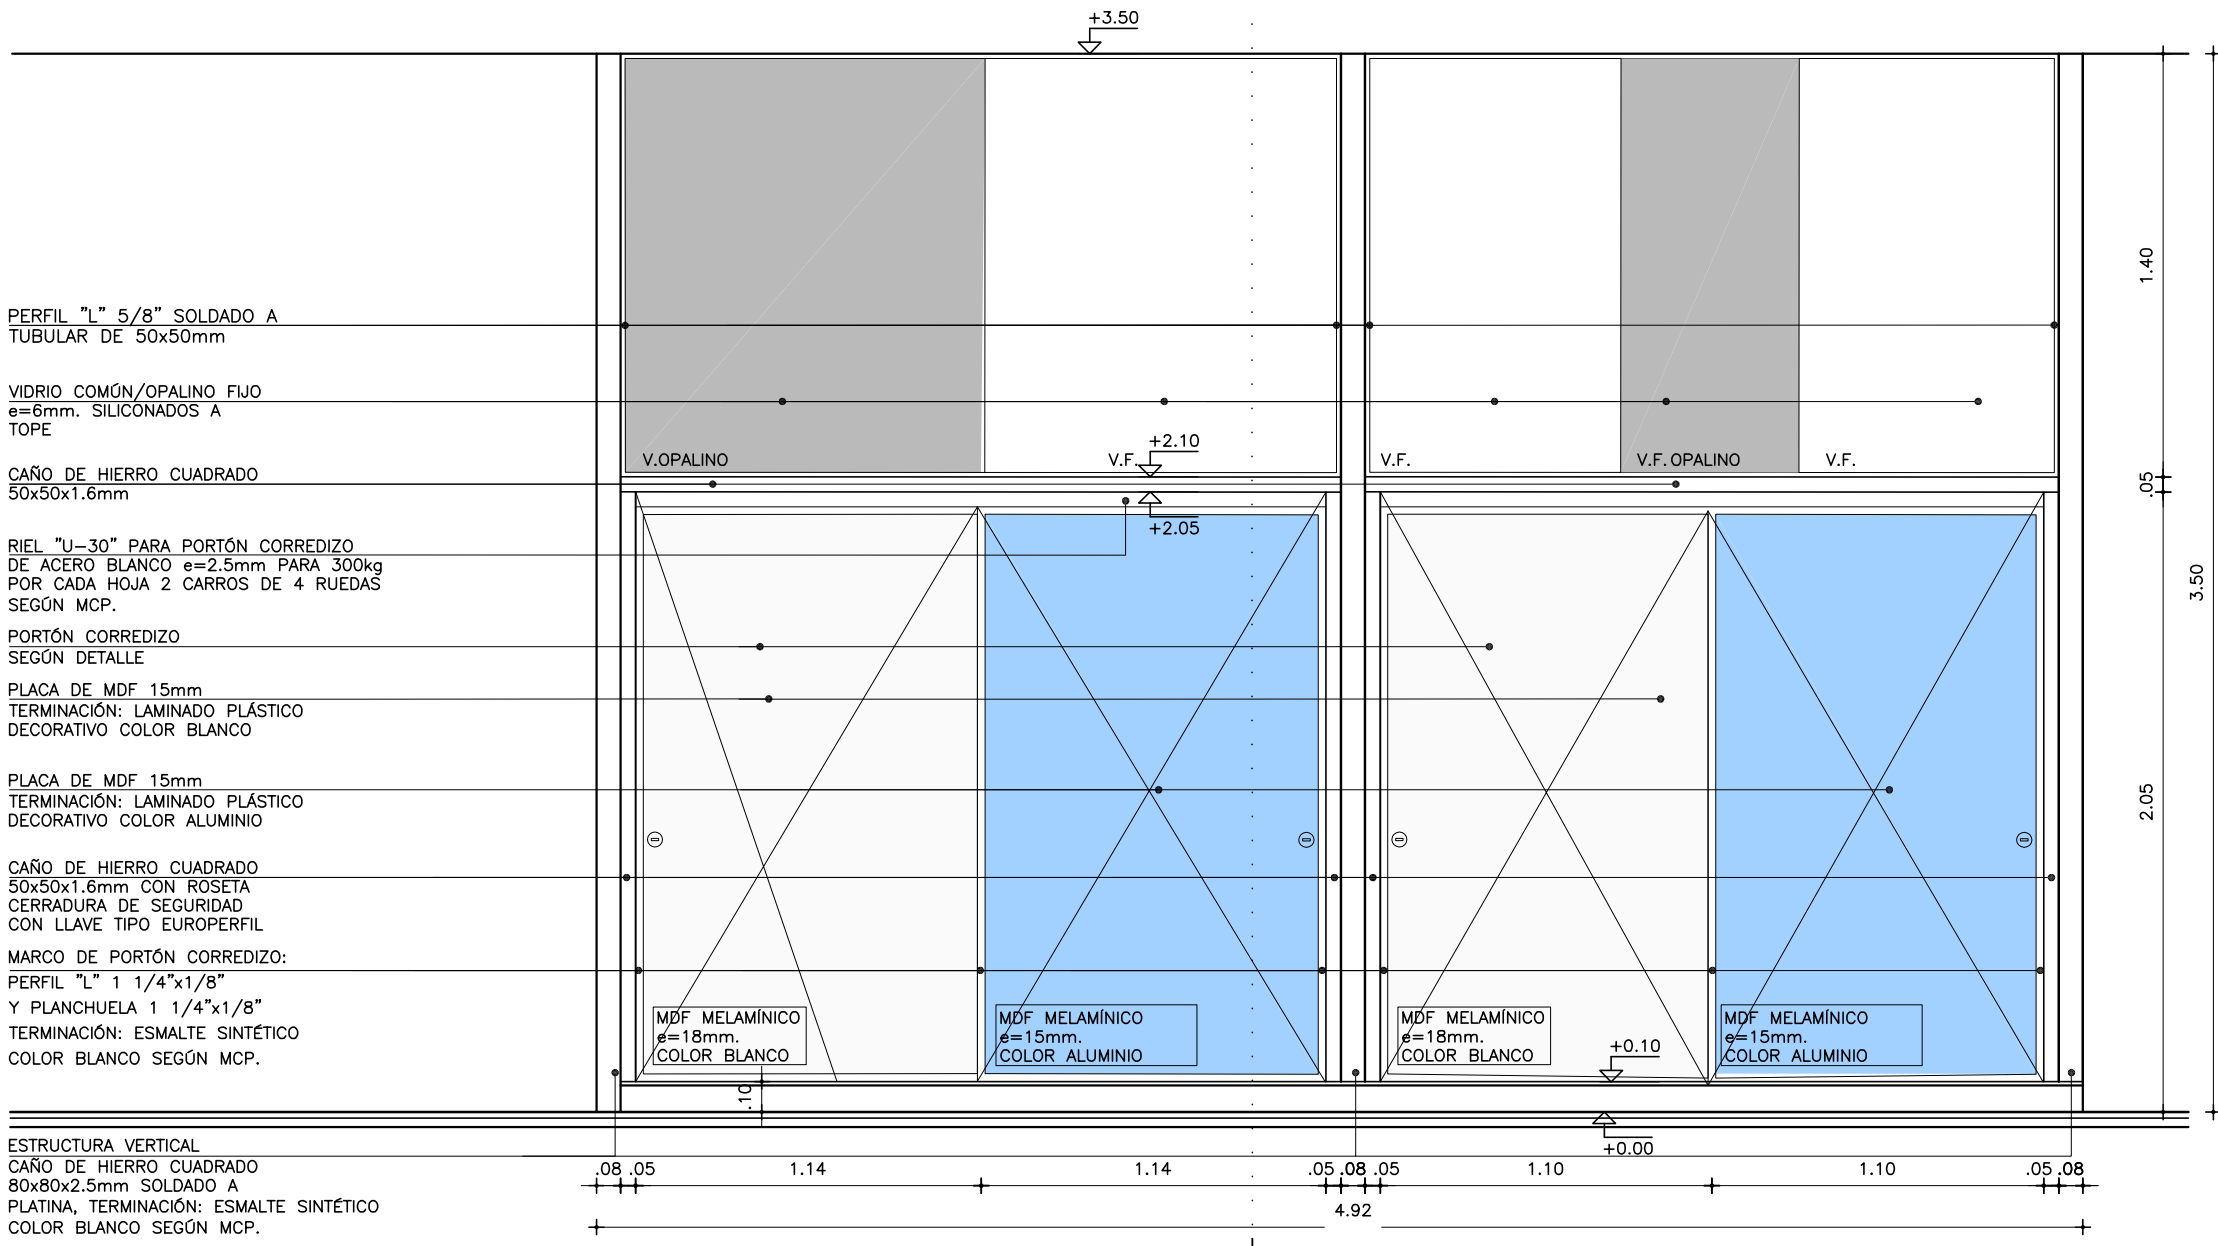 +3.50
PERFIL "L" 5/8" SOLDADO A
TUBULAR DE 50x50mm
VIDRIO COMÚN/OPALINO FIJO
e=6mm. SILICONADOS A
TOPE
CAÑO DE HIERRO CUADRADO
50x50x1.6mm
RIEL "U-30" PARA PORTÓN CORREDIZO
DE ACERO BLANCO e=2.5mm PARA 300kg
POR CADA HOJA 2 CARROS DE 4 RUEDAS
SEGÚN MCP.
PORTÓN CORREDIZO
SEGÚN DETALLE
PLACA DE MDF 15mm
TERMINACIÓN: LAMINADO PLÁSTICO
DECORATIVO COLOR BLANCO
PLACA DE MDF 15mm
TERMINACIÓN: LAMINADO PLÁSTICO
DECORATIVO COLOR ALUMINIO
CAÑO DE HIERRO CUADRADO
50x50x1.6mm CON ROSETA
CERRADURA DE SEGURIDAD
CON LLAVE TIPO EUROPERFIL
MARCO DE PORTÓN CORREDIZO:
PERFIL "L" 1 1/4"x1/8"
Y PLANCHUELA 1 1/4"x1/8"
TERMINACIÓN: ESMALTE SINTÉTICO
COLOR BLANCO SEGÚN MCP.
ESTRUCTURA VERTICAL
CAÑO DE HIERRO CUADRADO
80x80x2.5mm SOLDADO A
PLATINA, TERMINACIÓN: ESMALTE SINTÉTICO
COLOR BLANCO SEGÚN MCP.
V.OPALINO
V.F.
+2.10
+2.05
V.F.
V.F. OPALINO
V.F.
MDF MELAMÍNICO
e=18mm.
COLOR BLANCO
MDF MELAMÍNICO
e=15mm.
COLOR ALUMINIO
MDF MELAMÍNICO
e=18mm.
COLOR BLANCO
MDF MELAMÍNICO
e=15mm.
COLOR ALUMINIO
+0.10
+0.00
.10
1.40
.05
2.05
3.50
.08 .05 1.14 1.14 .05 .08 .05 1.10 1.10 .05 .08
4.92